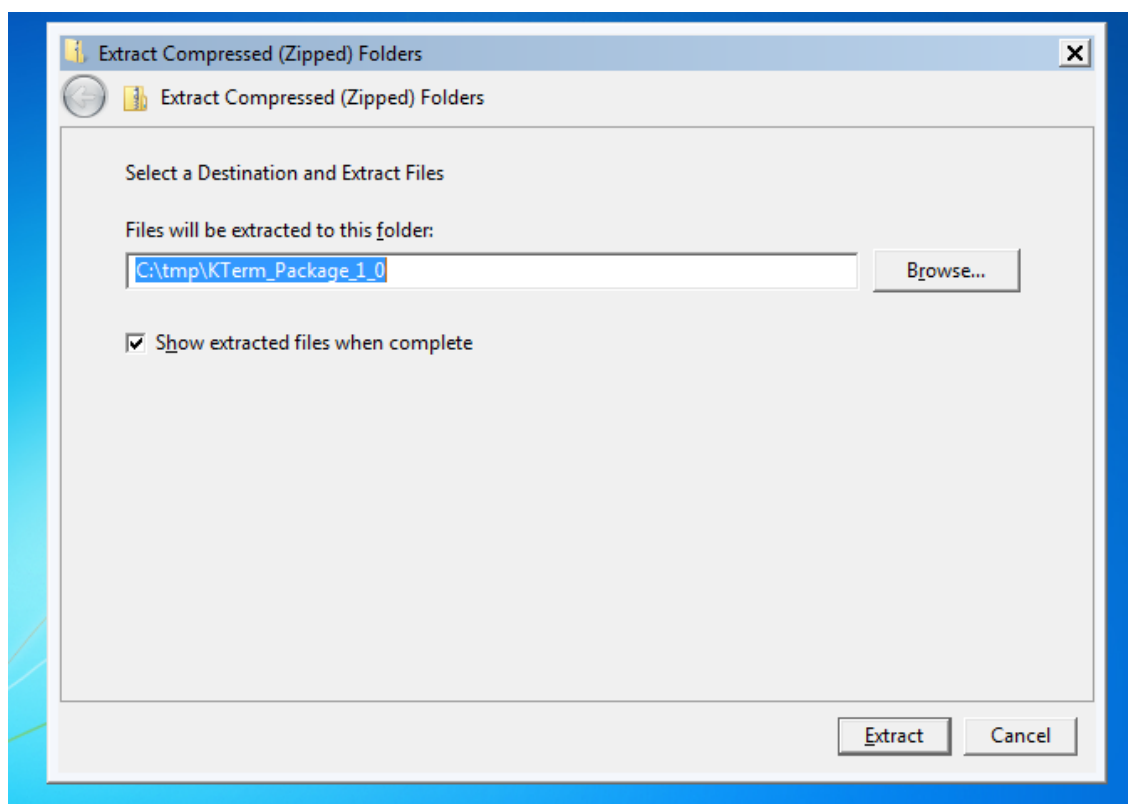 Extract Compressed (Zipped) Folders
Extract Compressed (Zipped) Folders
Select a Destination and Extract Files
Files will be extracted to this folder:
C:\tmp\KTerm_Package_1_0
Browse...
Show extracted files when complete
Extract Cancel